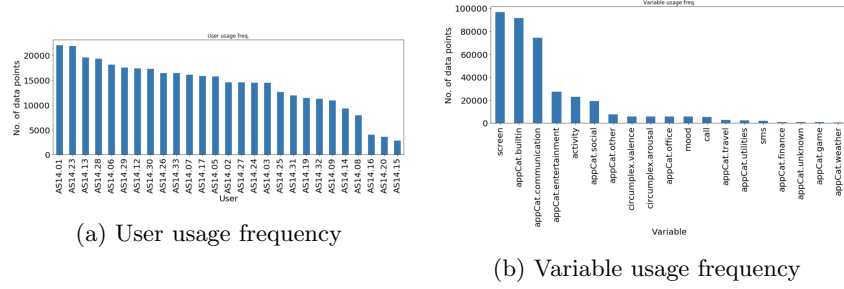 User usage freq.
No. of data points
20000
15000
10000
5000
0
AS14.01
AS14.23
AS14.13
AS14.28
AS14.06
AS14.29
AS14.12
AS14.30
AS14.26
AS14.33
AS14.07
AS14.17
AS14.05
AS14.02
AS14.27
AS14.24
AS14.03
AS14.25
AS14.31
AS14.19
AS14.32
AS14.09
AS14.14
AS14.08
AS14.16
AS14.20
AS14.15
User
(a) User usage frequency
Variable usage freq.
No. of data points
100000
80000
60000
40000
20000
0
screen
appCat.builtin
appCat.communication
appCat.entertainment
activity
appCat.social
appCat.other
circumplex.valence
circumplex.arousal
appCat.office
mood
call
appCat.travel
appCat.utilities
sms
appCat.finance
appCat.unknown
appCat.game
appCat.weather
Variable
(b) Variable usage frequency